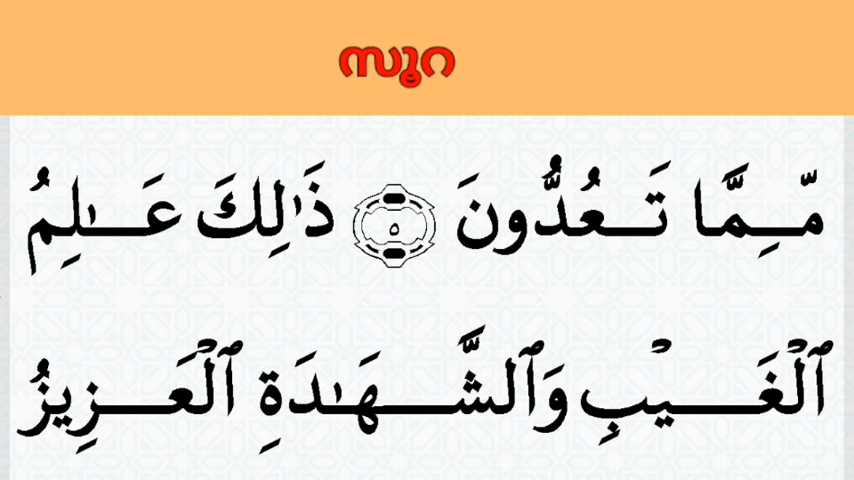 സൂറ
مِّمَّا تَعُدُّونَ ۝٥ ذَٰلِكَ عَـٰلِمُ
ٱلْغَيْبِ وَٱلشَّهَـٰدَةِ ٱلْعَزِيزُ